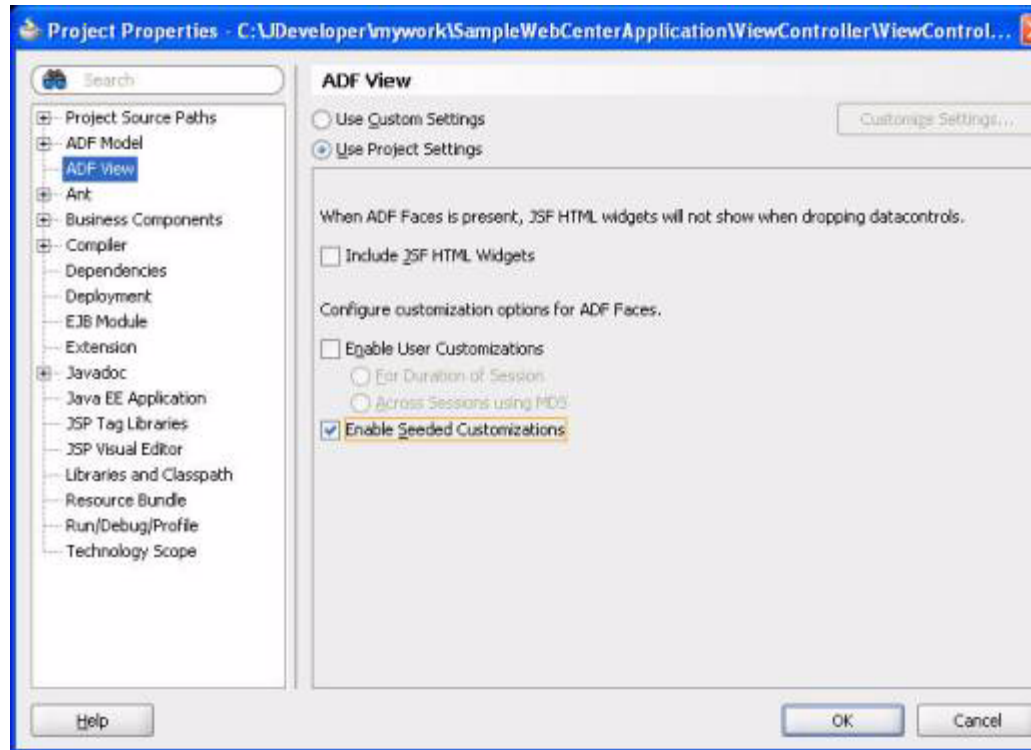 Project Properties - C:\JDeveloper\mywork\SampleWebCenterApplication\ViewController\ViewControl...
Search
Project Source Paths
ADF Model
ADF View
Ant
Business Components
Compiler
Dependencies
Deployment
EJB Module
Extension
Javadoc
Java EE Application
JSP Tag Libraries
JSP Visual Editor
Libraries and Classpath
Resource Bundle
Run/Debug/Profile
Technology Scope
ADF View
Use Custom Settings
Customize Settings...
Use Project Settings
When ADF Faces is present, JSF HTML widgets will not show when dropping datacontrols.
Include JSF HTML Widgets
Configure customization options for ADF Faces.
Enable User Customizations
For Duration of Session
Across Sessions using MDS
Enable Seeded Customizations
Help
OK
Cancel